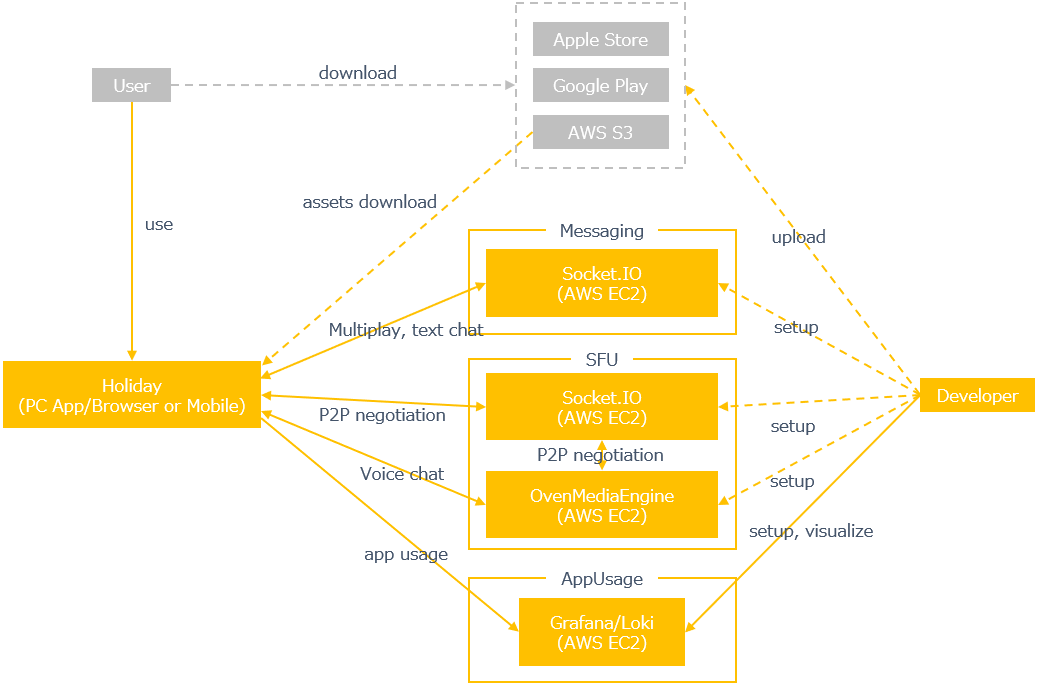 Apple Store
download
User
Google Play
AWS S3
assets download
use
Messaging
upload
Socket.IO
(AWS EC2)
Multiplay, text chat
setup
SFU
Holiday
(PC App/Browser or Mobile)
Socket.IO
(AWS EC2)
Developer
P2P negotiation
setup
P2P negotiation
Voice chat
setup
OvenMediaEngine
(AWS EC2)
setup, visualize
app usage
AppUsage
Grafana/Loki
(AWS EC2)